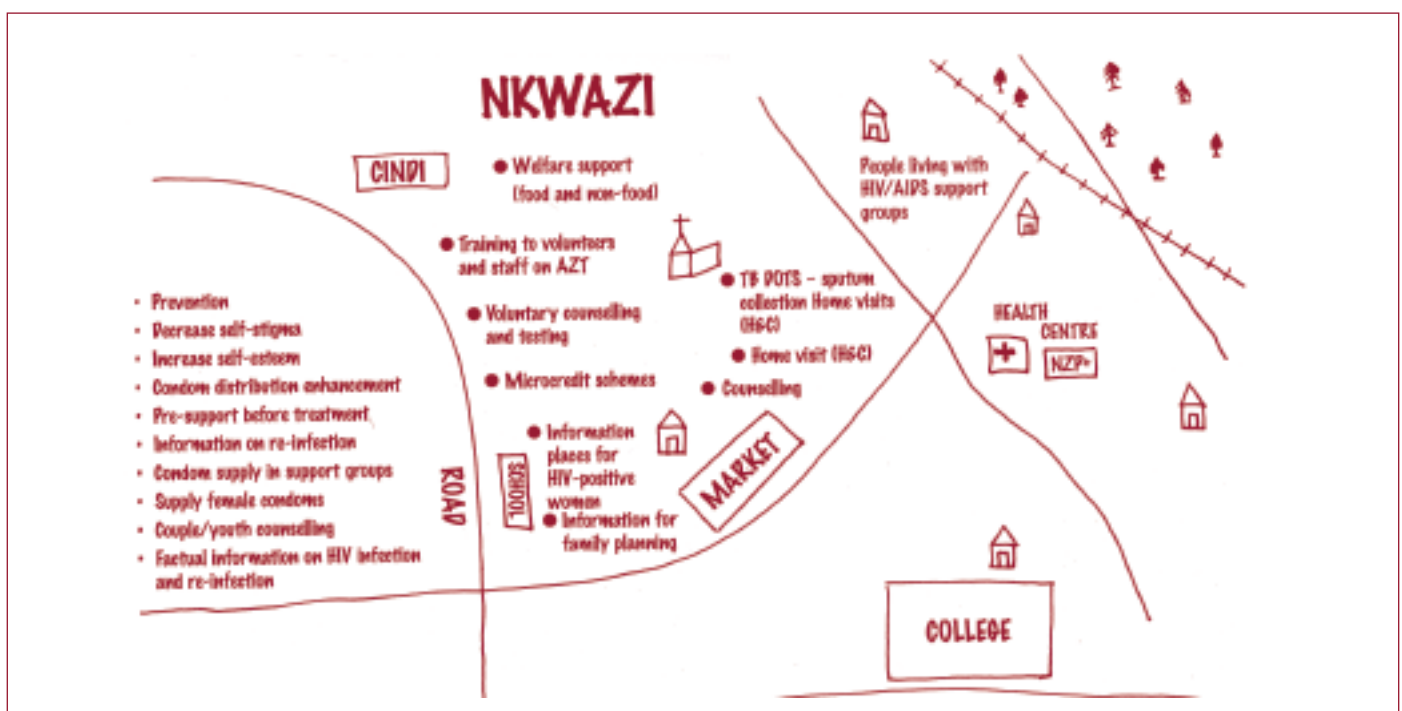 NKWAZI
CINDI
• Welfare support
(food and non-food)
• Training to volunteers
and staff on AZT
• Voluntary counselling
and testing
• Microcredit schemes
SCHOOL
• Information
places for
HIV-positive
women
• Information for
family planning
• TB DOTS – sputum
collection Home visits
(H&C)
• Home visit (H&C)
• Counselling
MARKET
People living with
HIV/AIDS support
groups
HEALTH
CENTRE
NZP+
COLLEGE
ROAD
• Prevention
• Decrease self-stigma
• Increase self-esteem
• Condom distribution enhancement
• Pre-support before treatment
• Information on re-infection
• Condom supply in support groups
• Supply female condoms
• Couple/youth counselling
• Factual information on HIV infection
and re-infection